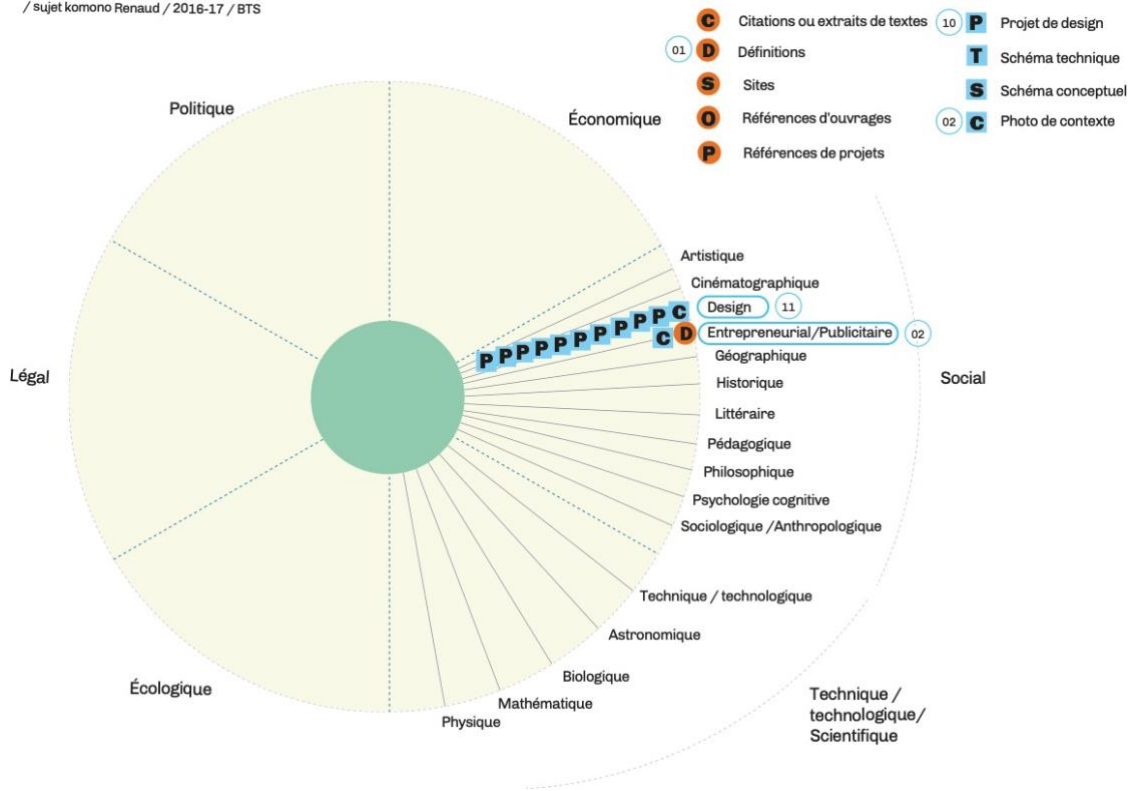 / sujet komono Renaud / 2016-17 / BTS
C Citations ou extraits de textes
01 D Définitions
S Sites
O Références d'ouvrages
P Références de projets
10 P Projet de design
T Schéma technique
S Schéma conceptuel
02 C Photo de contexte
Politique
Économique
Légal
Social
Écologique
Technique /
technologique/
Scientifique
Artistique
Cinématographique
P P P P P P P P P C Design 11
C D Entrepreneurial/Publicitaire 02
Géographique
Historique
Littéraire
Pédagogique
Philosophique
Psychologie cognitive
Sociologique /Anthropologique
Technique / technologique
Astronomique
Biologique
Mathématique
Physique